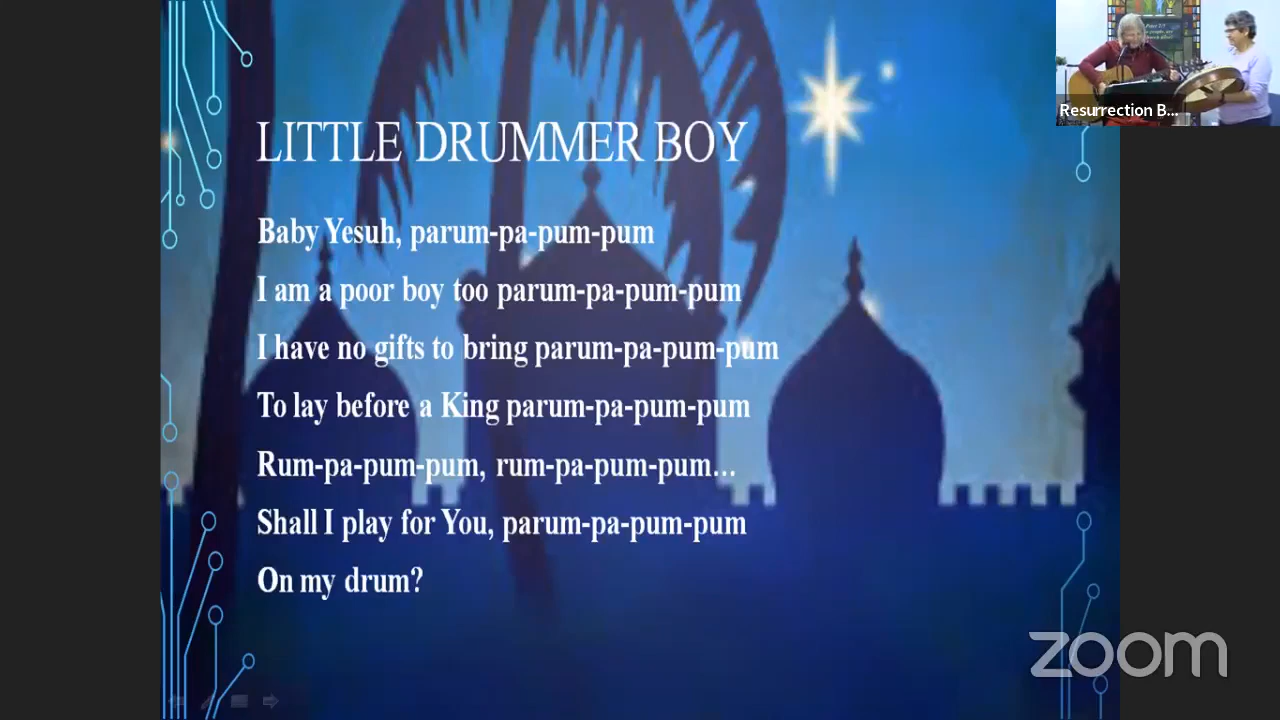 LITTLE DRUMMER BOY
Baby Yesuh, parum-pa-pum-pum
I am a poor boy too parum-pa-pum-pum
I have no gifts to bring parum-pa-pum-pum
To lay before a King parum-pa-pum-pum
Rum-pa-pum-pum, rum-pa-pum-pum...
Shall I play for You, parum-pa-pum-pum
On my drum?
Resurrection B...
zoom